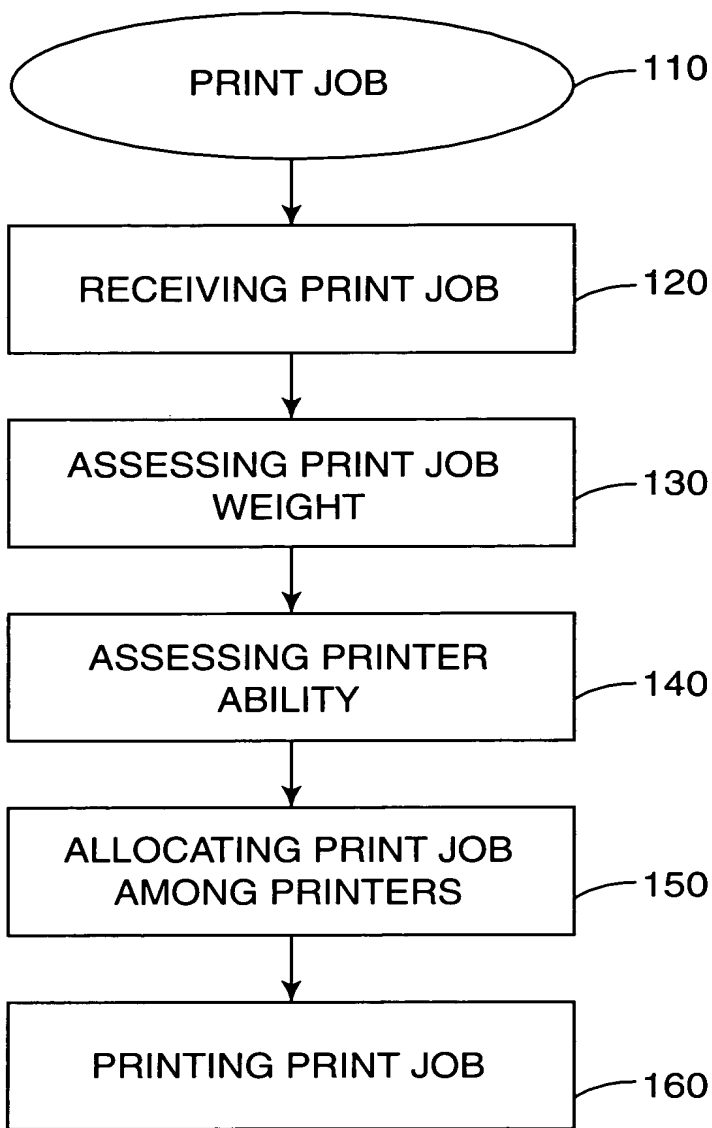 PRINT JOB
110
RECEIVING PRINT JOB
120
ASSESSING PRINT JOB
WEIGHT
130
ASSESSING PRINTER
ABILITY
140
ALLOCATING PRINT JOB
AMONG PRINTERS
150
PRINTING PRINT JOB
160